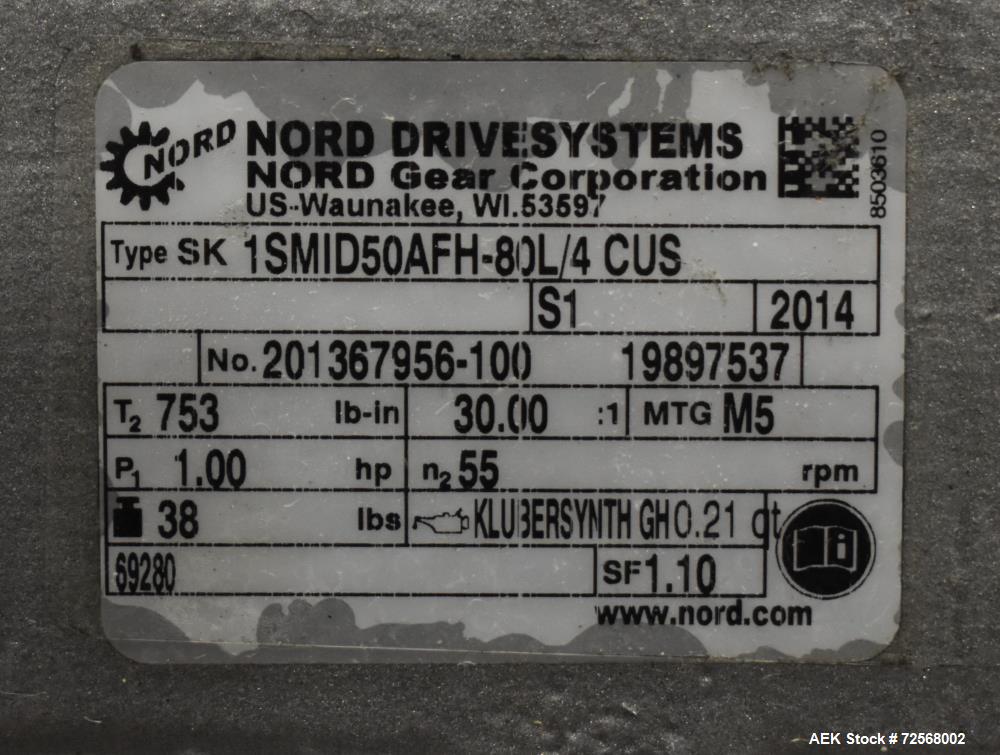 NORD
NORD DRIVESYSTEMS
NORD Gear Corporation
US-Waunakee, WI.53597
8503610
Type SK 1SMID50AFH-80L/4 CUS
S1 2014
No. 201367956-100 19897537
T2 753 lb-in 30.00 :1 MTG M5
P1 1.00 hp n2 55 rpm
38 lbs KLUBERSYNTH GH 0.21 qt
69280 SF 1.10
www.nord.com
AEK Stock # 72568002